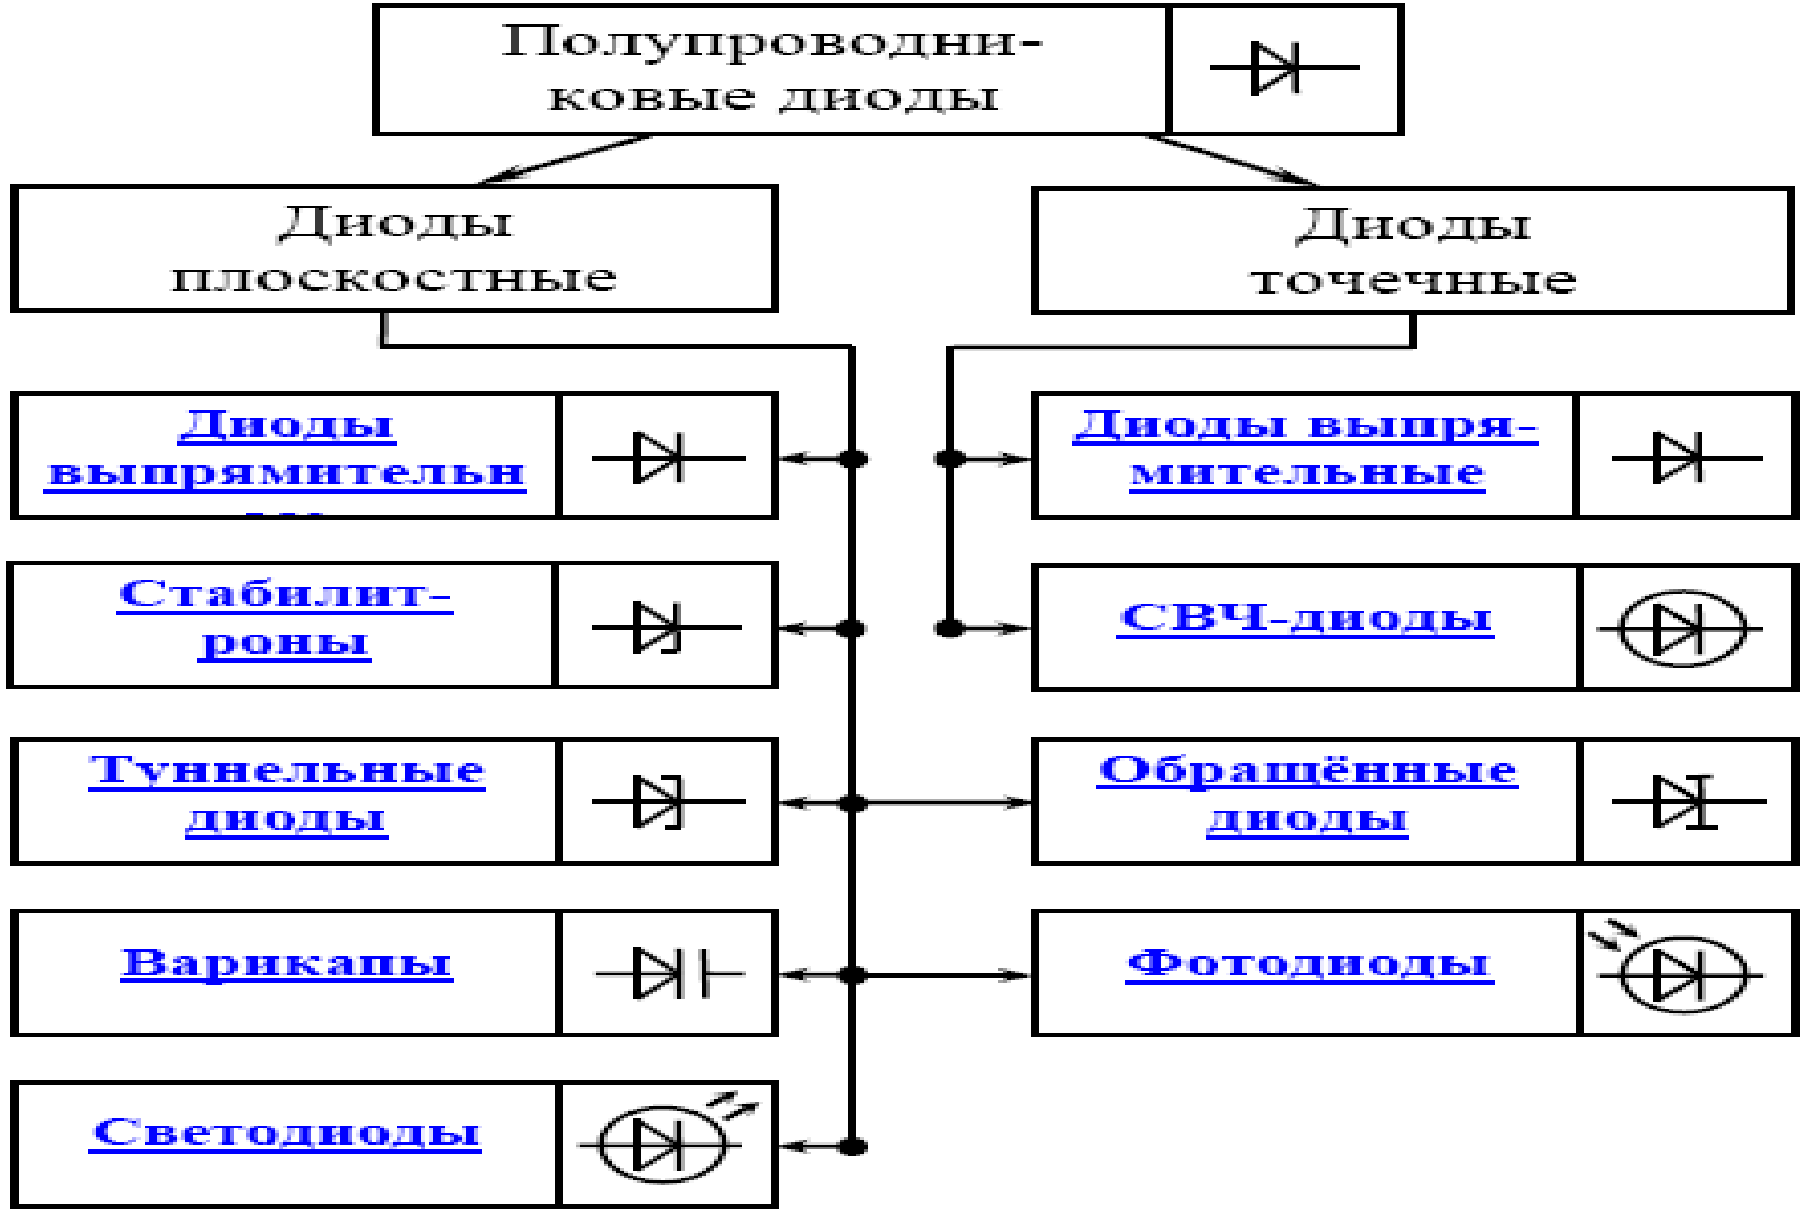 Полупроводни-
ковые диоды
Диоды
плоскостные
Диоды
точечные
Диоды
выпрямительн
Диоды выпря-
мительные
Стабилит-
роны
СВЧ-диоды
Туннельные
диоды
Обращённые
диоды
Варикапы
Фотодиоды
Светодиоды